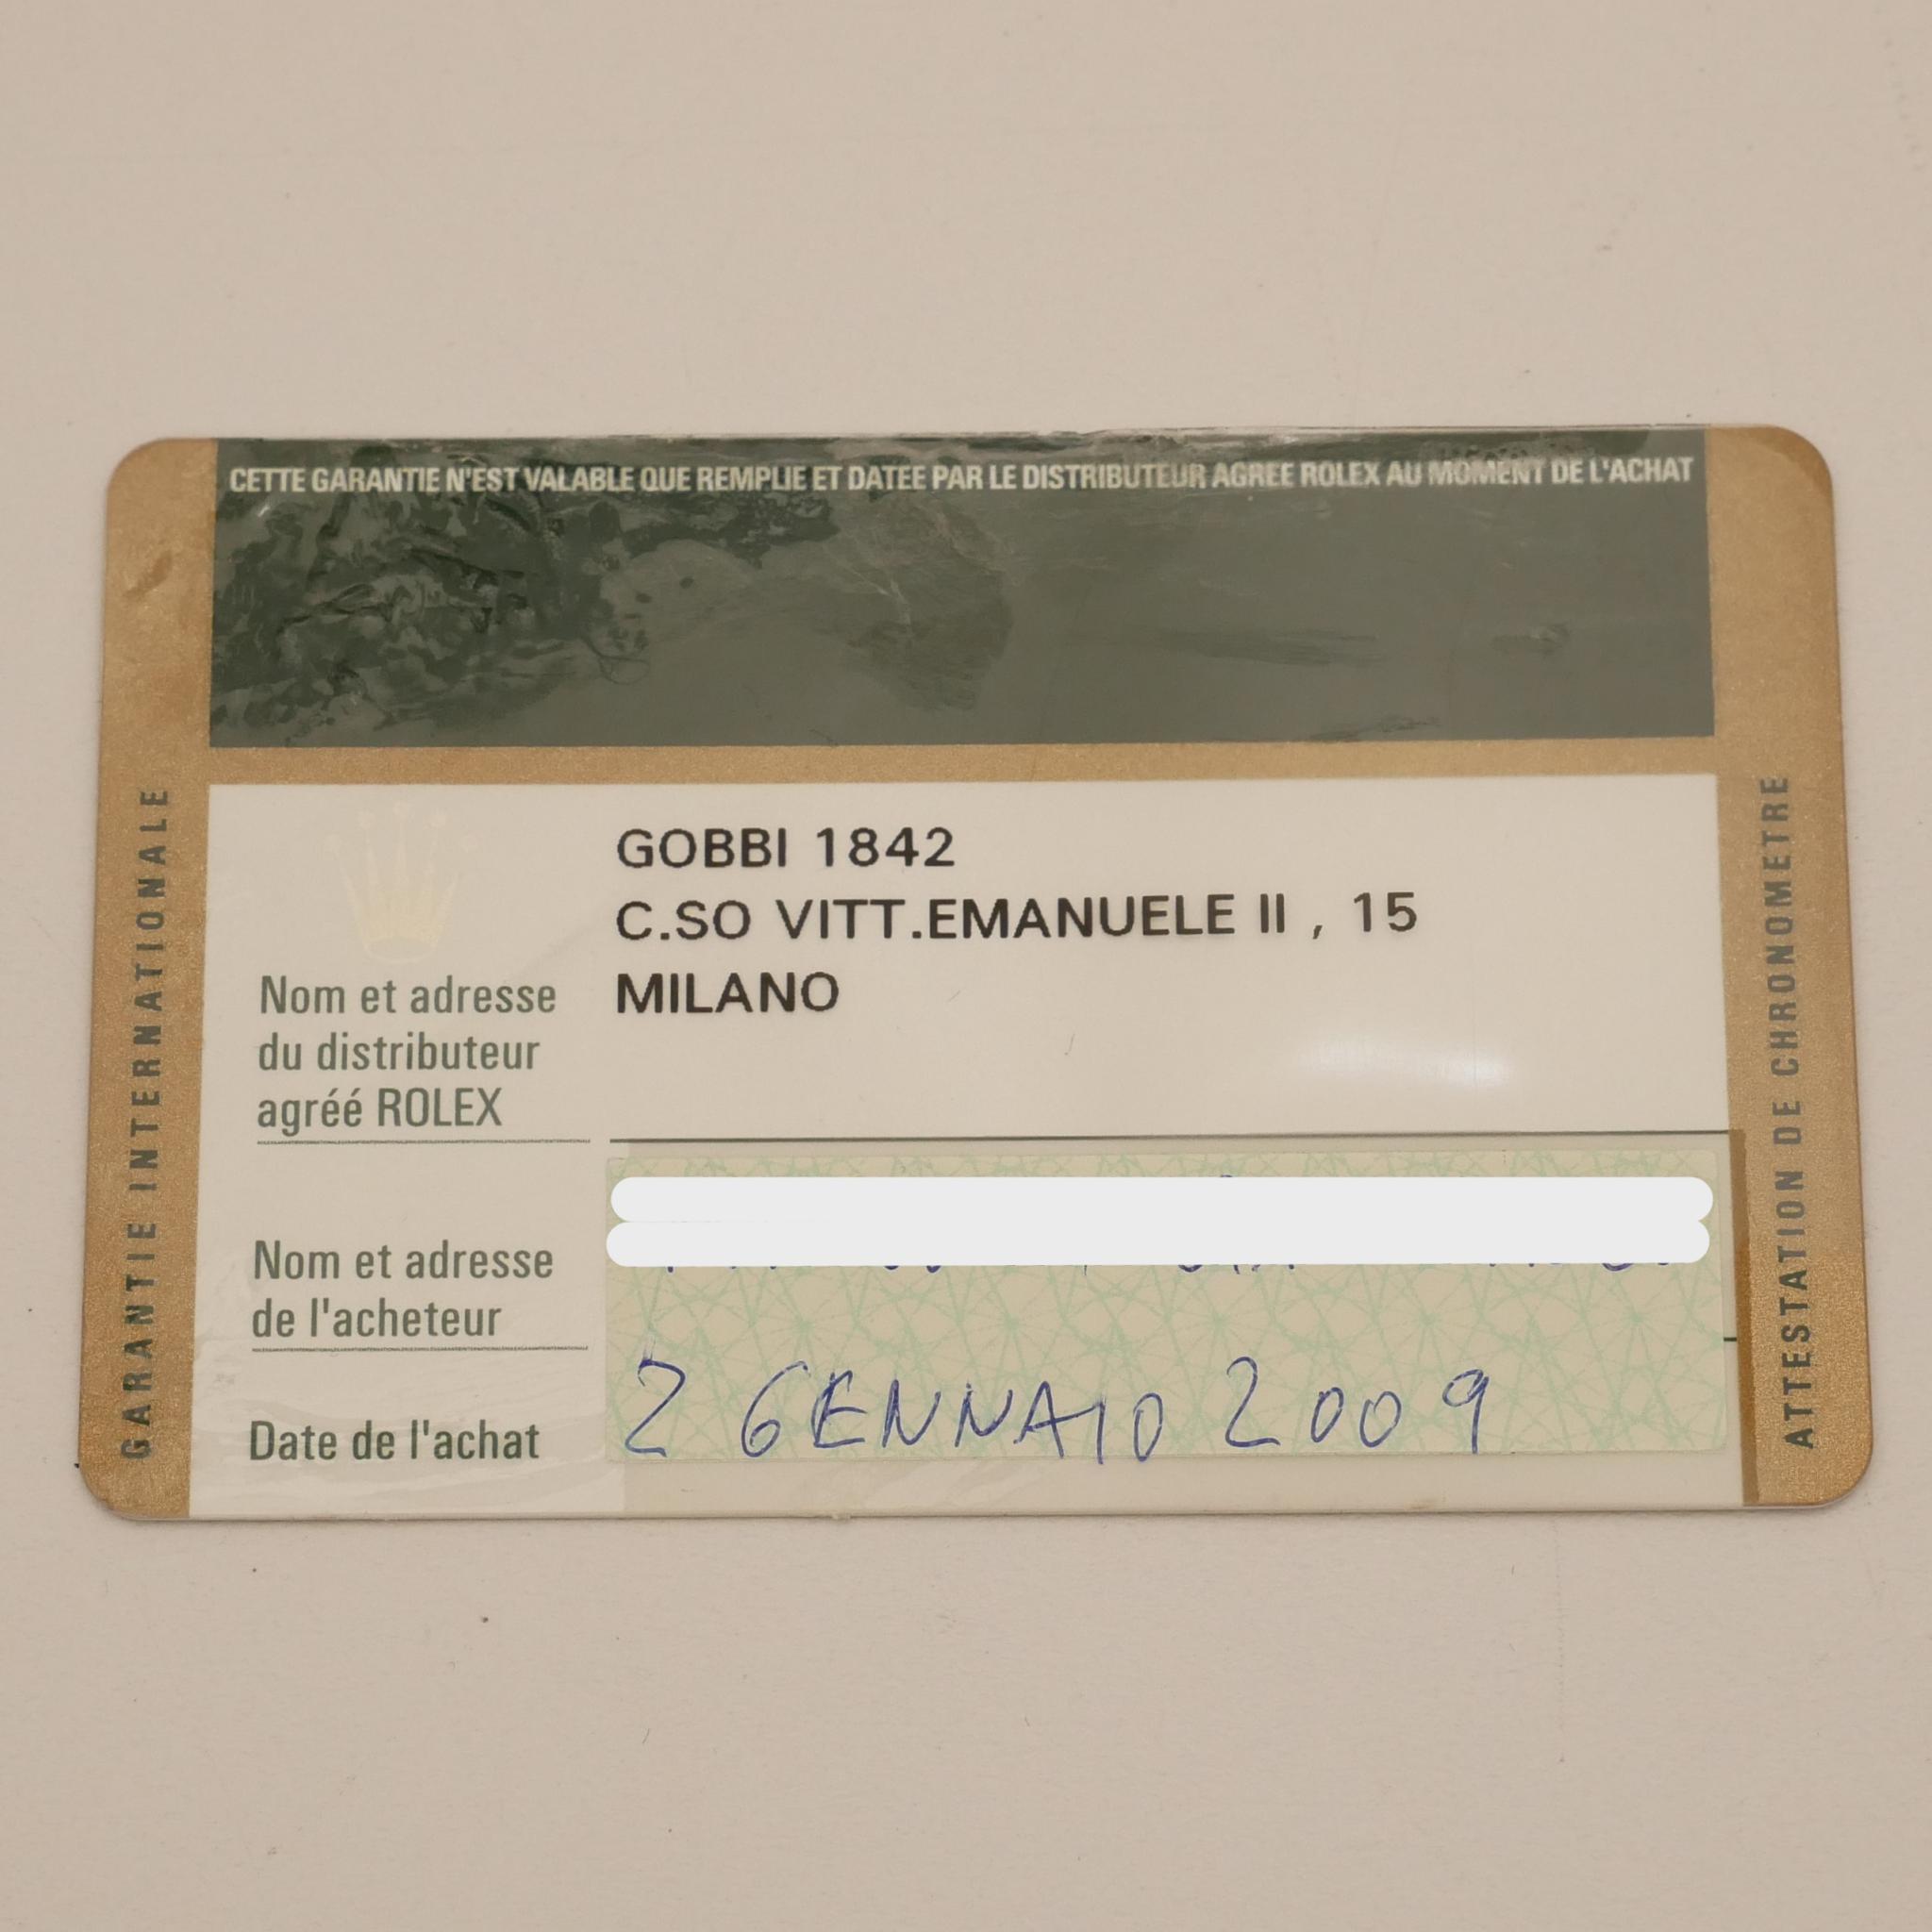 CETTE GARANTIE N'EST VALABLE QUE REMPLIE ET DATEE PAR LE DISTRIBUTEUR AGREE ROLEX AU MOMENT DE L'ACHAT
GARANTIE INTERNATIONALE
GOBBI 1842
C.SO VITT.EMANUELE II , 15
MILANO
Nom et adresse
du distributeur
agréé ROLEX
Nom et adresse
de l'acheteur
Date de l'achat
2 GENNAIO 2009
ATTESTATION DE CHRONOMETRE